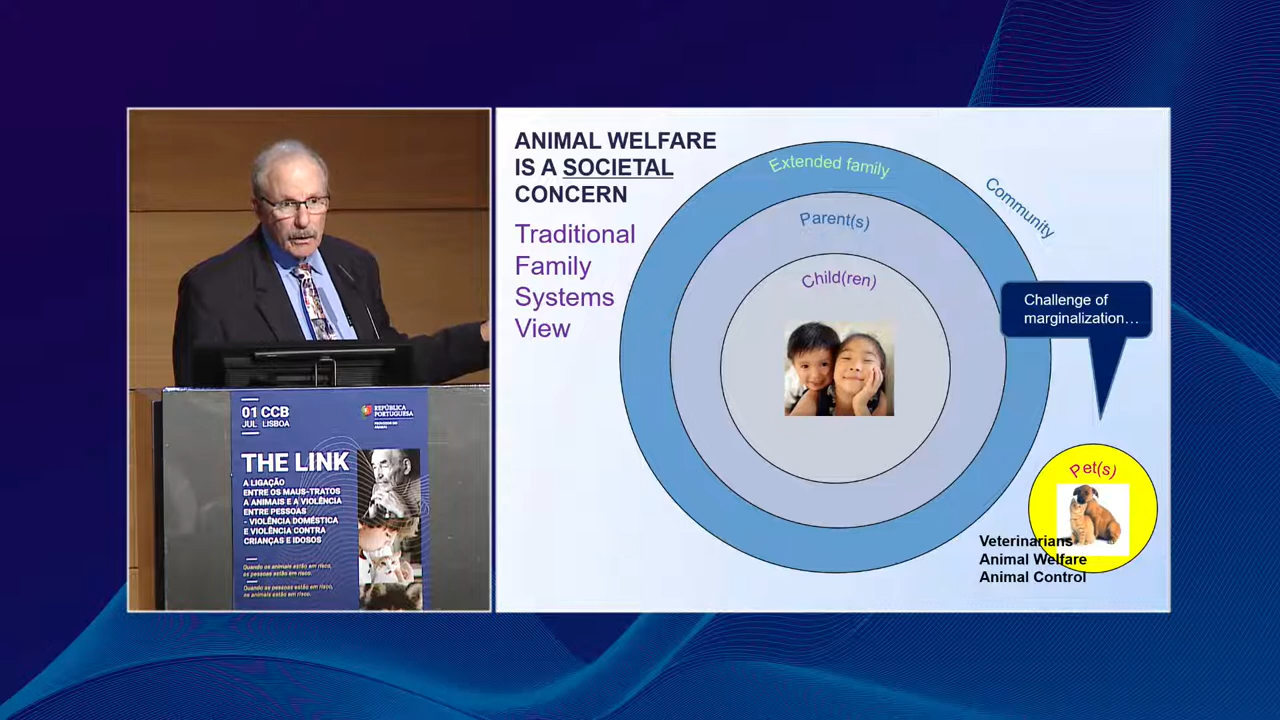 ANIMAL WELFARE
IS A SOCIETAL
CONCERN
Traditional
Family
Systems
View
Extended family
Parent(s)
Child(ren)
Community
Challenge of
marginalization…
Pet(s)
Veterinarians
Animal Welfare
Animal Control
01 CCB
JUL LISBOA
REPÚBLICA
PORTUGUESA
THE LINK
A LIGAÇÃO
ENTRE OS MAUS-TRATOS
A ANIMAIS E A VIOLÊNCIA
ENTRE PESSOAS
- VIOLÊNCIA DOMÉSTICA
E VIOLÊNCIA CONTRA
CRIANÇAS E IDOSOS
Quando os animais estão em risco,
as pessoas estão em risco.
Quando as pessoas estão em risco,
os animais estão em risco.